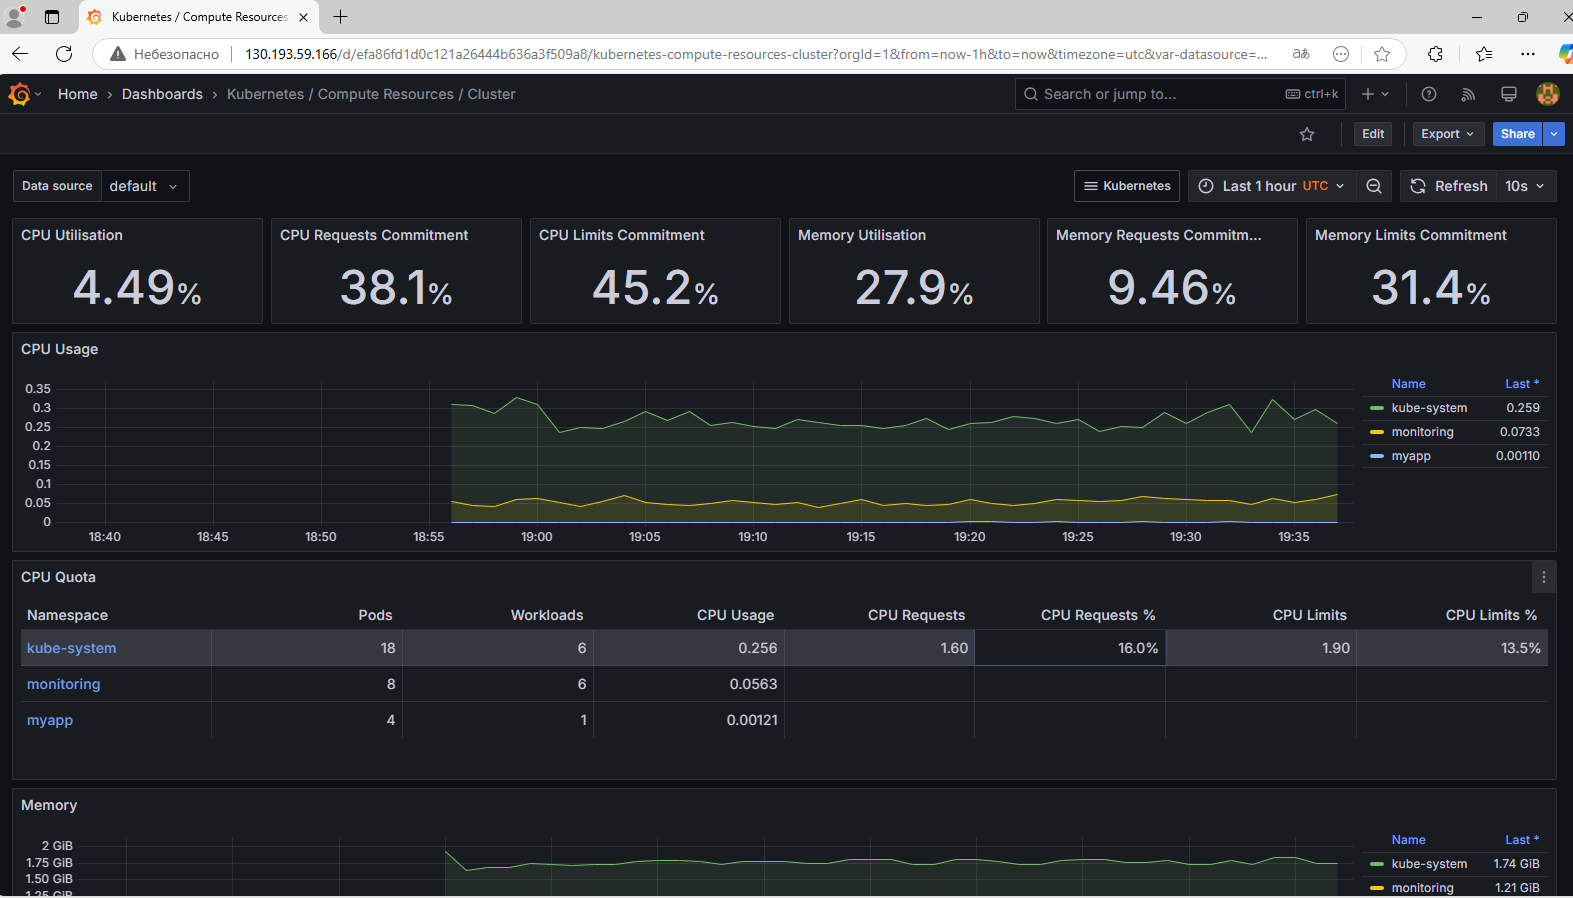 Kubernetes / Compute Resources
Небезопасно
130.193.59.166/d/efa86fd1d0c121a26444b636a3f509a8/kubernetes-compute-resources-cluster?orgId=1&from=now-1h&to=now&timezone=utc&var-datasource=...
aあ
Home › Dashboards › Kubernetes / Compute Resources / Cluster
Search or jump to...
ctrl+k
Edit
Export
Share
Data source
default
Kubernetes
Last 1 hour UTC
Refresh
10s
CPU Utilisation
4.49%
CPU Requests Commitment
38.1%
CPU Limits Commitment
45.2%
Memory Utilisation
27.9%
Memory Requests Commitm...
9.46%
Memory Limits Commitment
31.4%
CPU Usage
0.35
0.3
0.25
0.2
0.15
0.1
0.05
0
18:40 18:45 18:50 18:55 19:00 19:05 19:10 19:15 19:20 19:25 19:30 19:35
Name Last *
kube-system 0.259
monitoring 0.0733
myapp 0.00110
CPU Quota
Namespace Pods Workloads CPU Usage CPU Requests CPU Requests % CPU Limits CPU Limits %
kube-system 18 6 0.256 1.60 16.0% 1.90 13.5%
monitoring 8 6 0.0563
myapp 4 1 0.00121
Memory
2 GiB
1.75 GiB
1.50 GiB
1.25 GiB
Name Last *
kube-system 1.74 GiB
monitoring 1.21 GiB